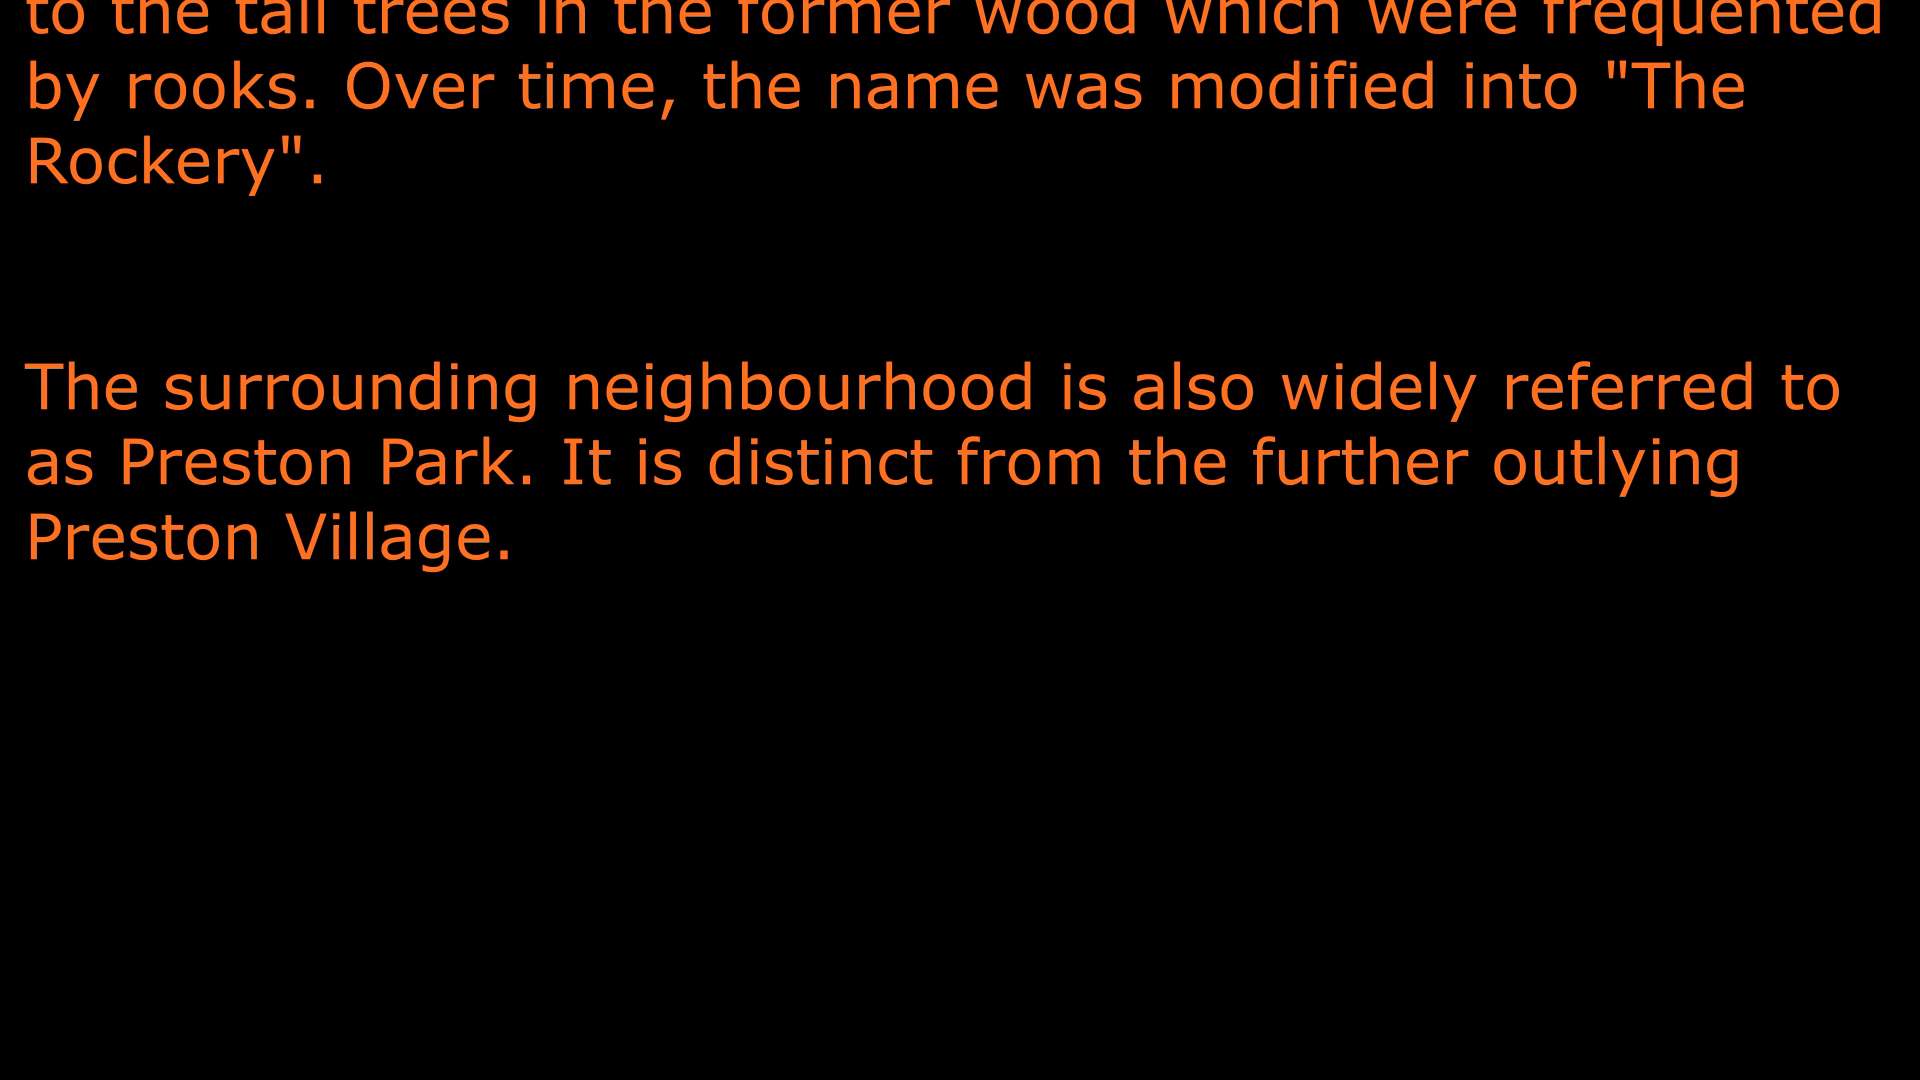 to the tall trees in the former wood which were frequented
by rooks. Over time, the name was modified into "The
Rockery".
The surrounding neighbourhood is also widely referred to
as Preston Park. It is distinct from the further outlying
Preston Village.